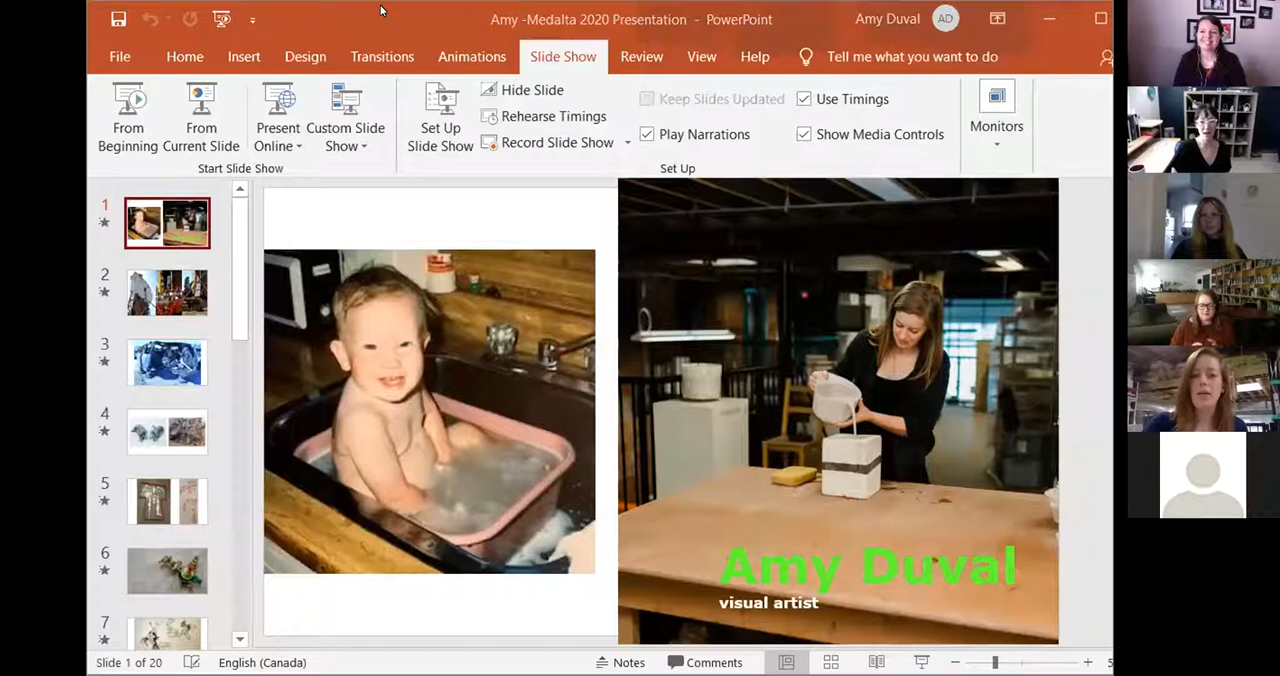 Amy -Medalta 2020 Presentation - PowerPoint
Amy Duval
AD
File
Home
Insert
Design
Transitions
Animations
Slide Show
Review
View
Help
Tell me what you want to do
From Beginning
From Current Slide
Present Online
Custom Slide Show
Start Slide Show
Set Up Slide Show
Hide Slide
Rehearse Timings
Record Slide Show
Keep Slides Updated
Play Narrations
Use Timings
Show Media Controls
Set Up
Monitors
1
2
3
4
5
6
7
Amy Duval
visual artist
Slide 1 of 20
English (Canada)
Notes
Comments
5